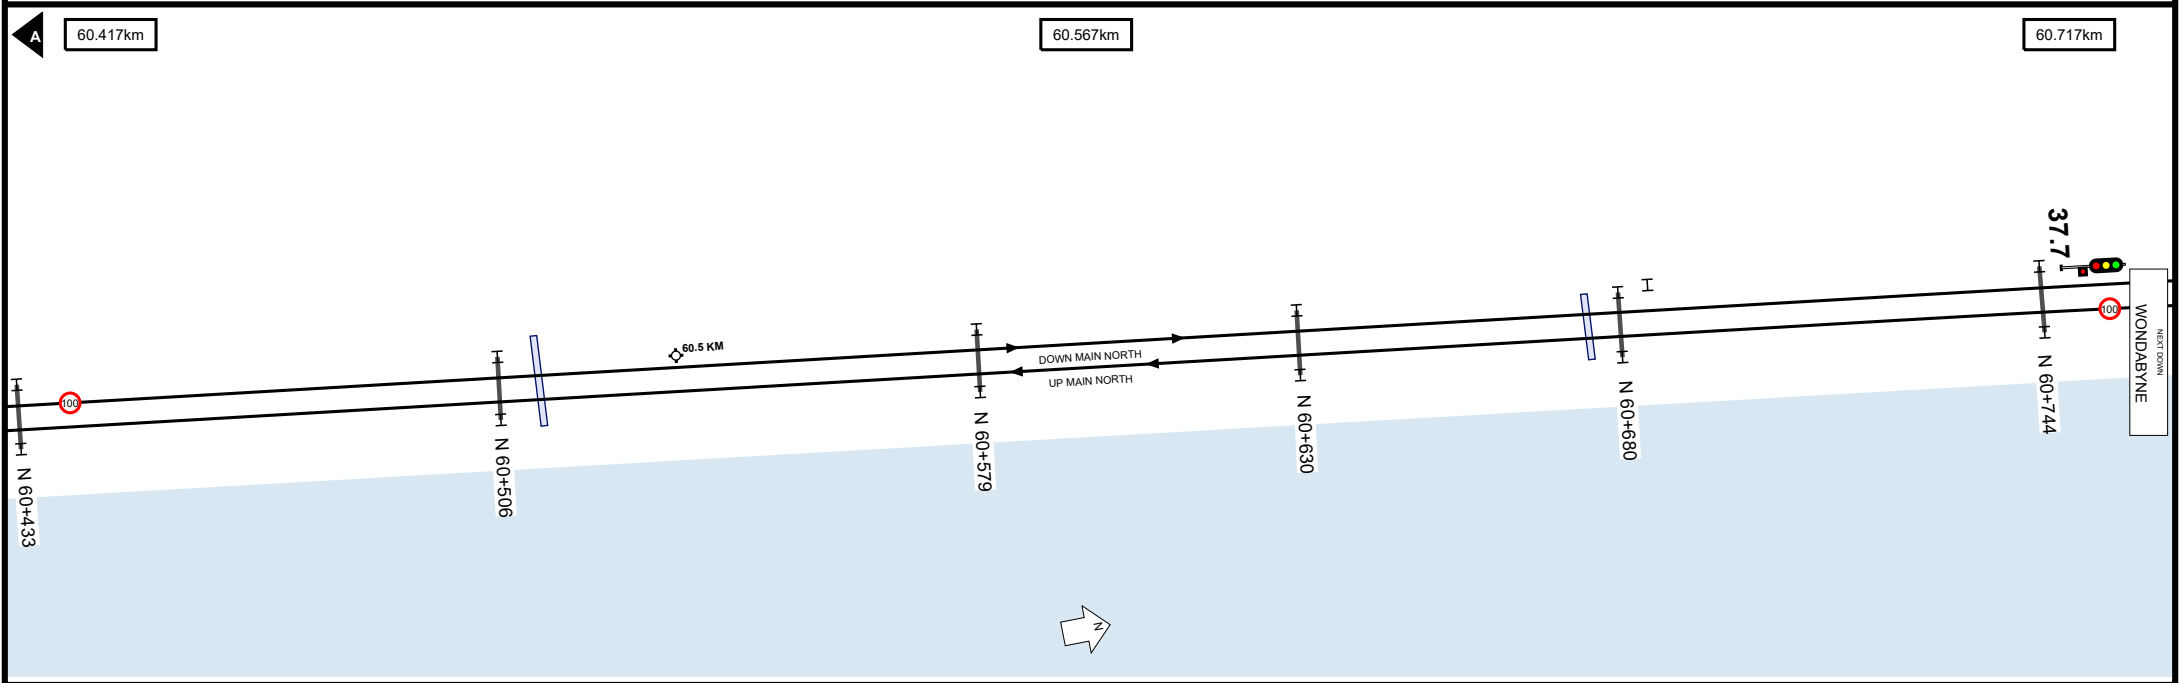 A
60.417km
60.567km
60.717km
37.7
60.5 KM
DOWN MAIN NORTH
UP MAIN NORTH
100
100
N 60+433
N 60+506
N 60+579
N 60+630
N 60+680
N 60+744
NEXT DOWN
WONDABYNE
N